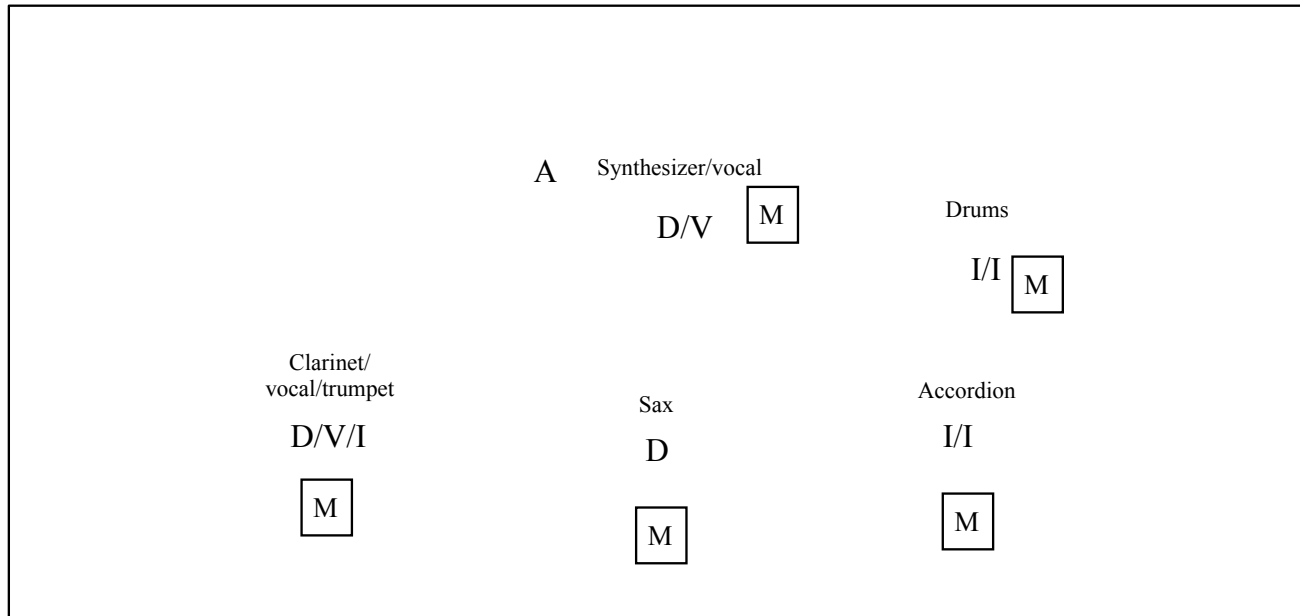 A
Synthesizer/vocal
D/V
M
Drums
I/I
M
Clarinet/
vocal/trumpet
D/V/I
M
Sax
D
M
Accordion
I/I
M